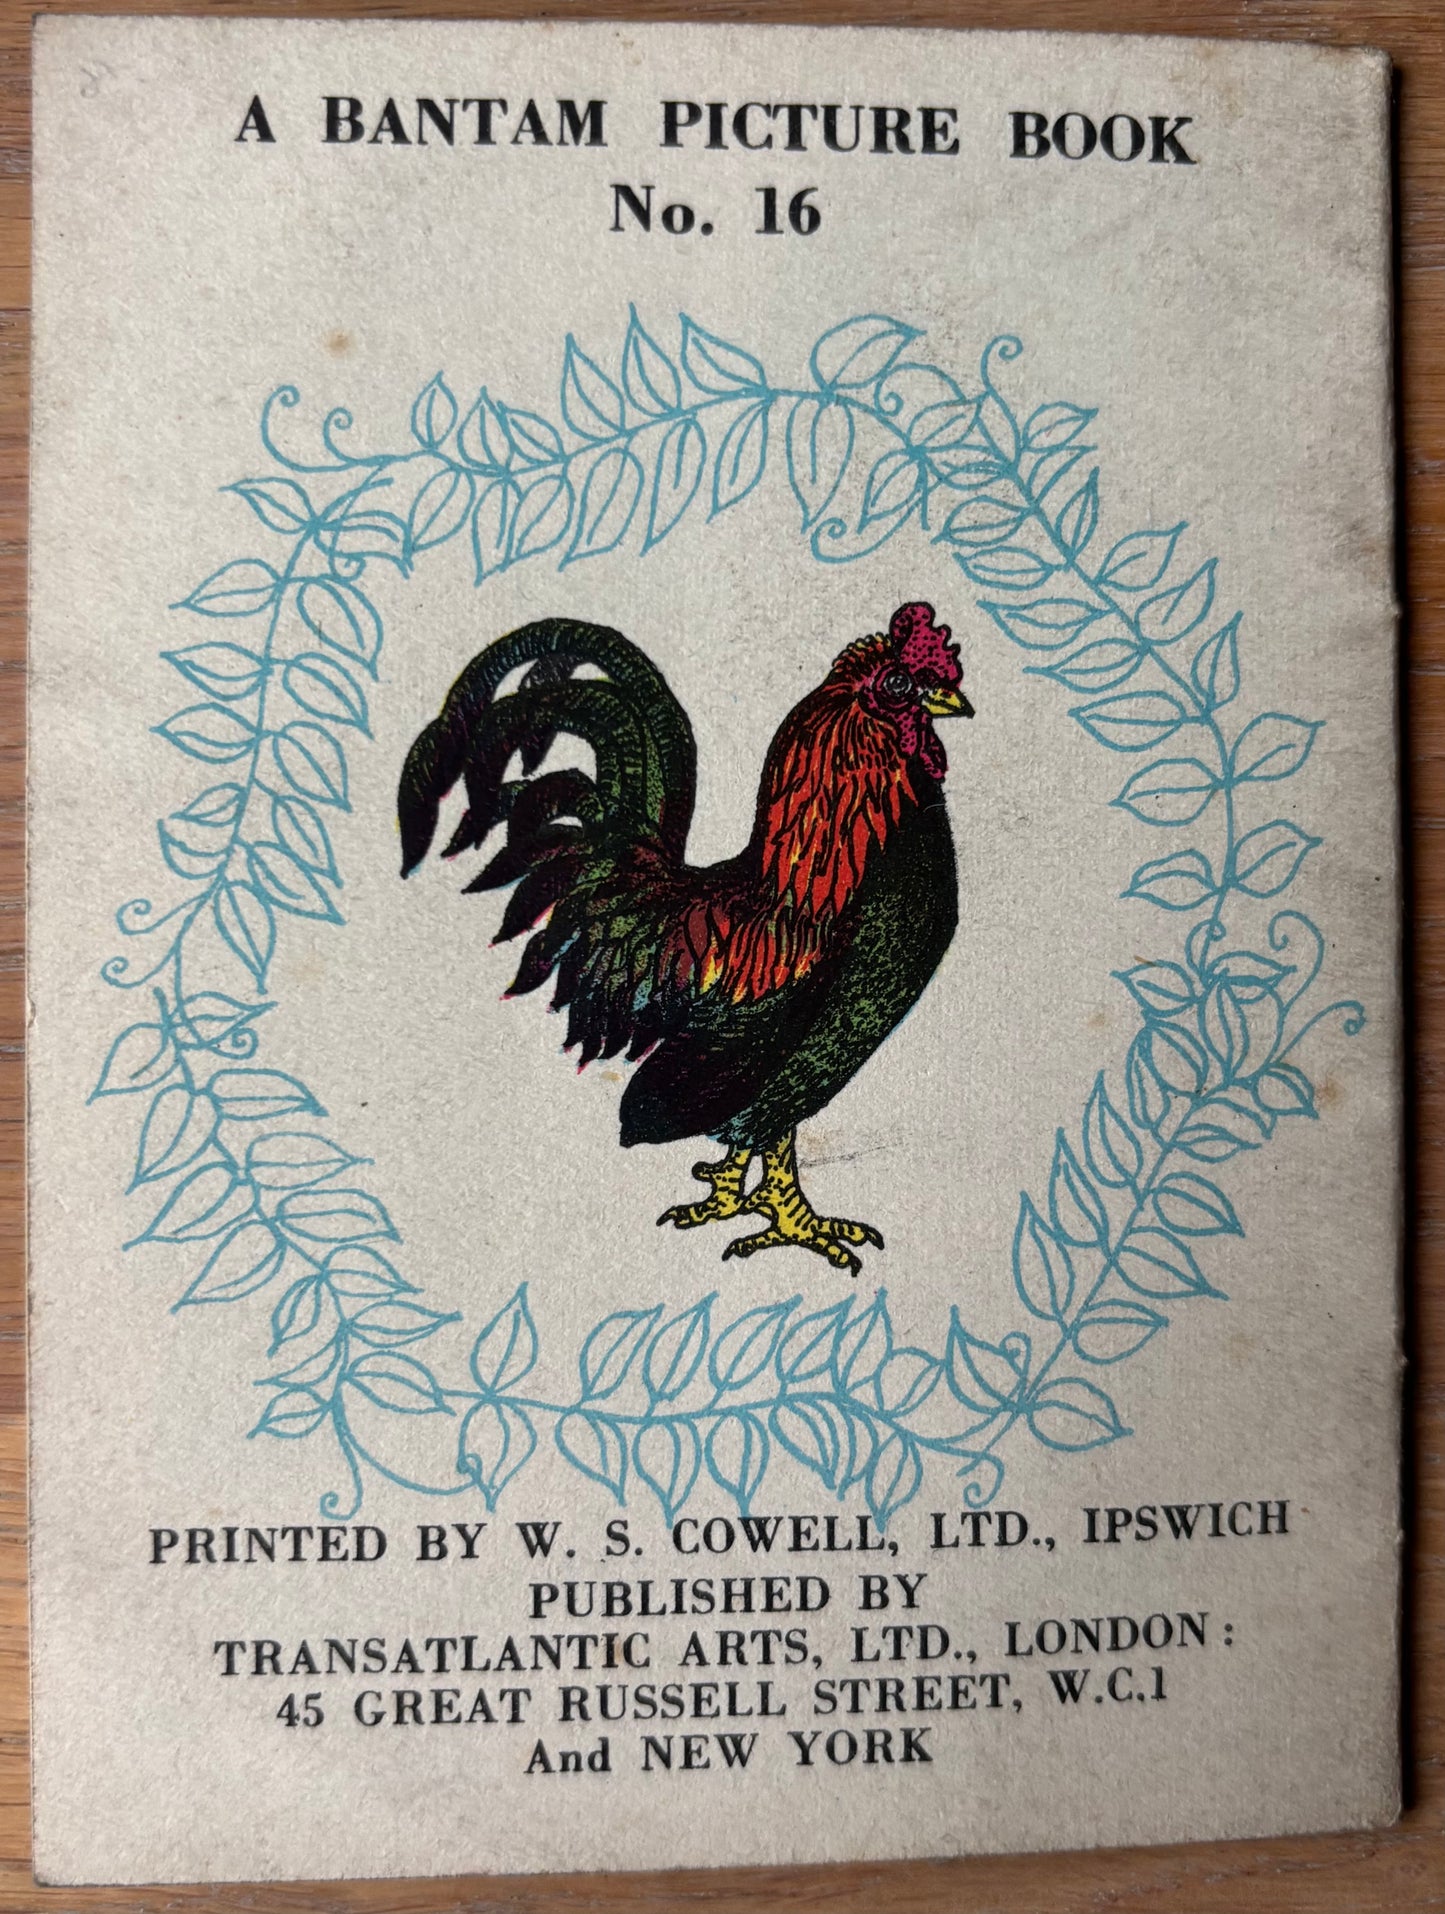 A BANTAM PICTURE BOOK
No. 16
PRINTED BY W. S. COWELL, LTD., IPSWICH
PUBLISHED BY
TRANSATLANTIC ARTS, LTD., LONDON :
45 GREAT RUSSELL STREET, W.C.1
And NEW YORK